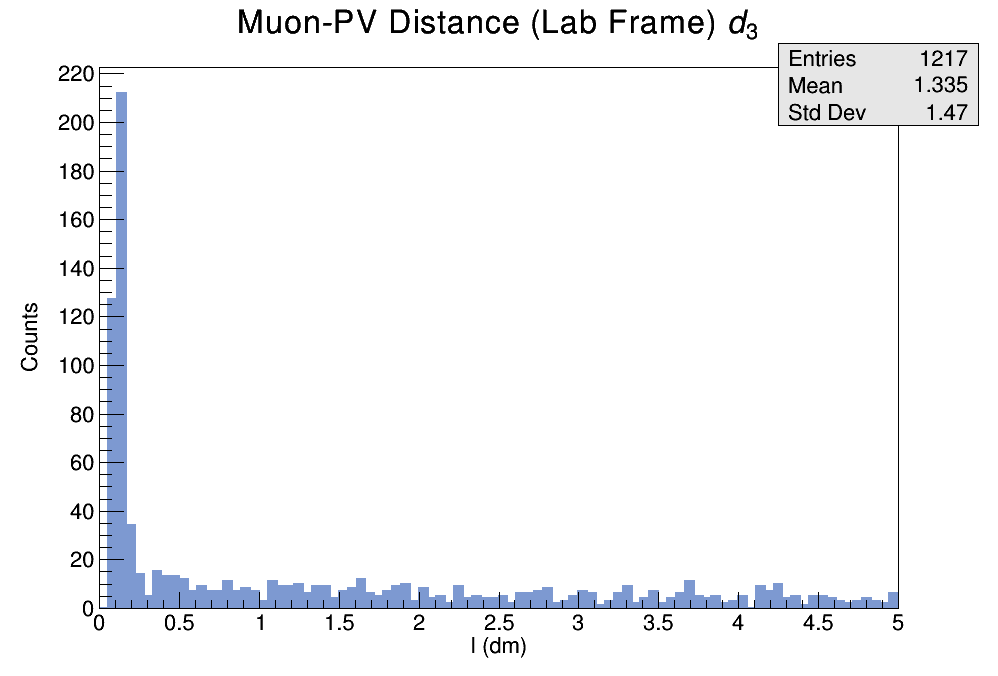 Muon-PV Distance (Lab Frame) d₃
Entries 1217
Mean 1.335
Std Dev 1.47
220
200
180
160
140
120
100
80
60
40
20
0
Counts
0 0.5 1 1.5 2 2.5 3 3.5 4 4.5 5
l (dm)